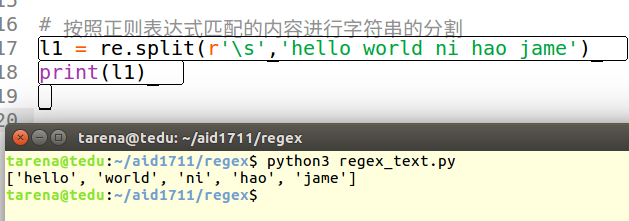 16 # 按照正则表达式匹配的内容进行字符串的分割
17 l1 = re.split(r'\s','hello world ni hao jame')
18 print(l1)
19
20
tarena@tedu: ~/aid1711/regex
tarena@tedu:~/aid1711/regex$ python3 regex_text.py
['hello', 'world', 'ni', 'hao', 'jame']
tarena@tedu:~/aid1711/regex$